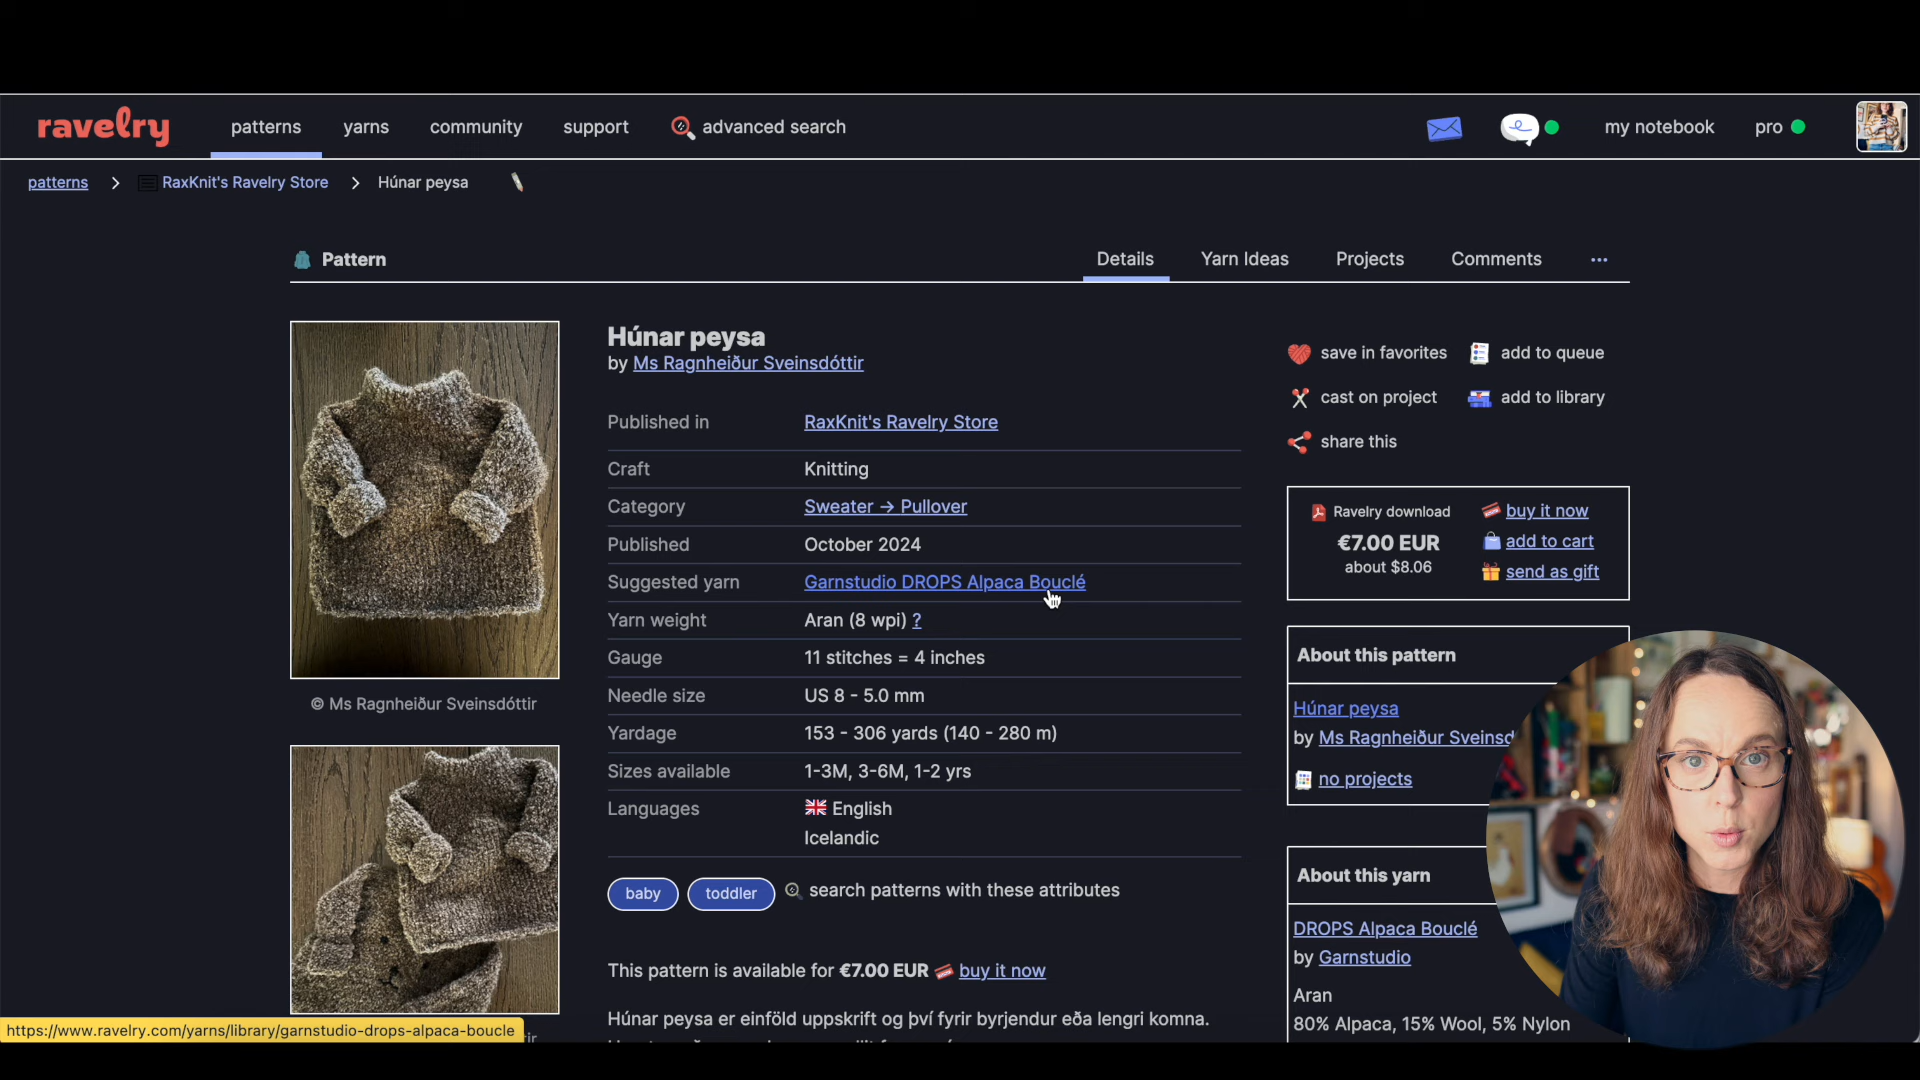 ravelry
patterns
yarns
community
support
advanced search
my notebook
pro
patterns > RaxKnit's Ravelry Store > Húnar peysa
Pattern
Details
Yarn Ideas
Projects
Comments
© Ms Ragnheiður Sveinsdóttir
Húnar peysa
by Ms Ragnheiður Sveinsdóttir
Published in RaxKnit's Ravelry Store
Craft Knitting
Category Sweater → Pullover
Published October 2024
Suggested yarn Garnstudio DROPS Alpaca Bouclé
Yarn weight Aran (8 wpi) ?
Gauge 11 stitches = 4 inches
Needle size US 8 - 5.0 mm
Yardage 153 - 306 yards (140 - 280 m)
Sizes available 1-3M, 3-6M, 1-2 yrs
Languages English
Icelandic
baby
toddler
search patterns with these attributes
This pattern is available for €7.00 EUR buy it now
Húnar peysa er einföld uppskrift og því fyrir byrjendur eða lengri komna.
save in favorites
add to queue
cast on project
add to library
share this
Ravelry download
€7.00 EUR
about $8.06
buy it now
add to cart
send as gift
About this pattern
Húnar peysa
by Ms Ragnheiður Sveinsd
no projects
About this yarn
DROPS Alpaca Bouclé
by Garnstudio
Aran
80% Alpaca, 15% Wool, 5% Nylon
https://www.ravelry.com/yarns/library/garnstudio-drops-alpaca-boucle